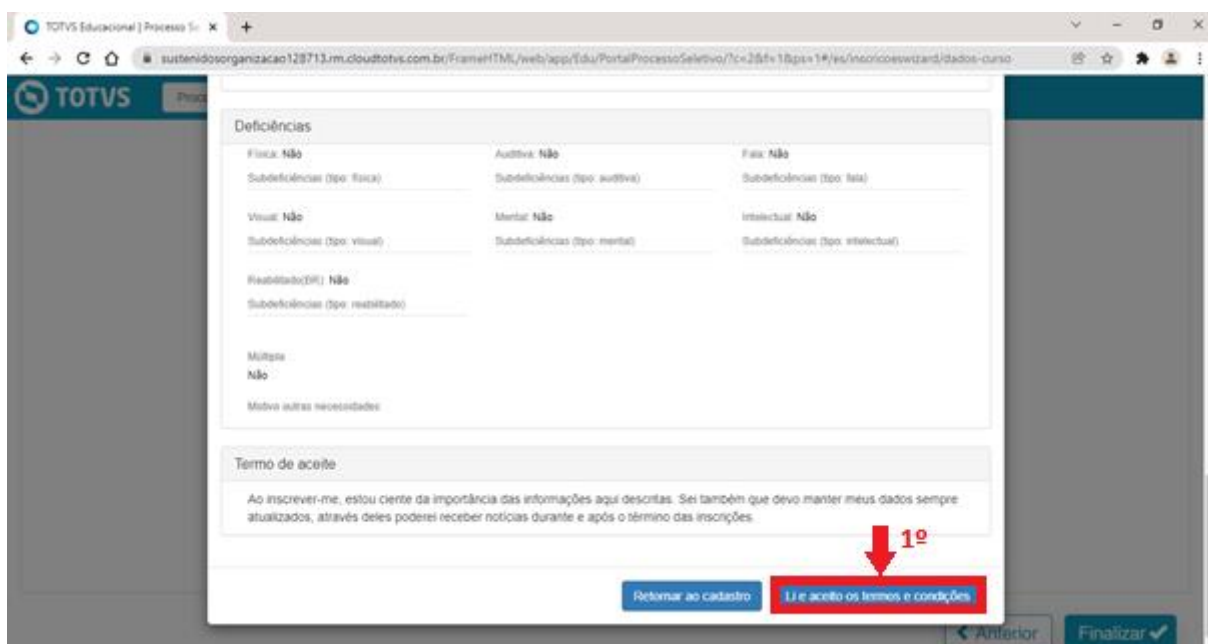 TOTVS Educacional | Processo Se
sustenidosorganizacao128713.rm.cloudtotvs.com.br/FrameHTML/web/app/Edu/PortalProcessoSeletivo/?c=2&f=1&ps=1#/es/inscricoeswizard/dados-curso
TOTVS
Proce
Deficiências
Física: Não Auditiva: Não Fala: Não
Subdeficiências (tipo: física) Subdeficiências (tipo: auditiva) Subdeficiências (tipo: fala)
Visual: Não Mental: Não Intelectual: Não
Subdeficiências (tipo: visual) Subdeficiências (tipo: mental) Subdeficiências (tipo: intelectual)
Reabilitado(BR): Não
Subdeficiências (tipo: reabilitado)
Múltipla
Não
Motivo outras necessidades:
Termo de aceite
Ao inscrever-me, estou ciente da importância das informações aqui descritas. Sei também que devo manter meus dados sempre
atualizados, através deles poderei receber notícias durante e após o término das inscrições.
1º
Retornar ao cadastro Li e aceito os termos e condições
Anterior Finalizar